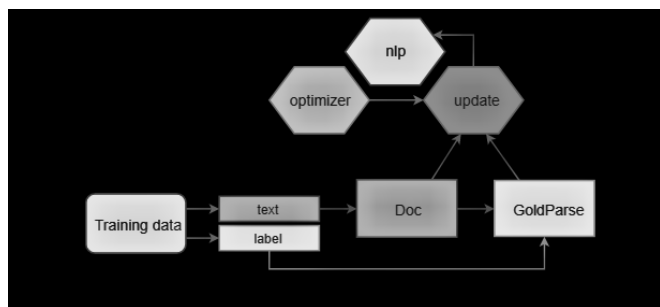 nlp
optimizer
update
text
Training data
label
Doc
GoldParse